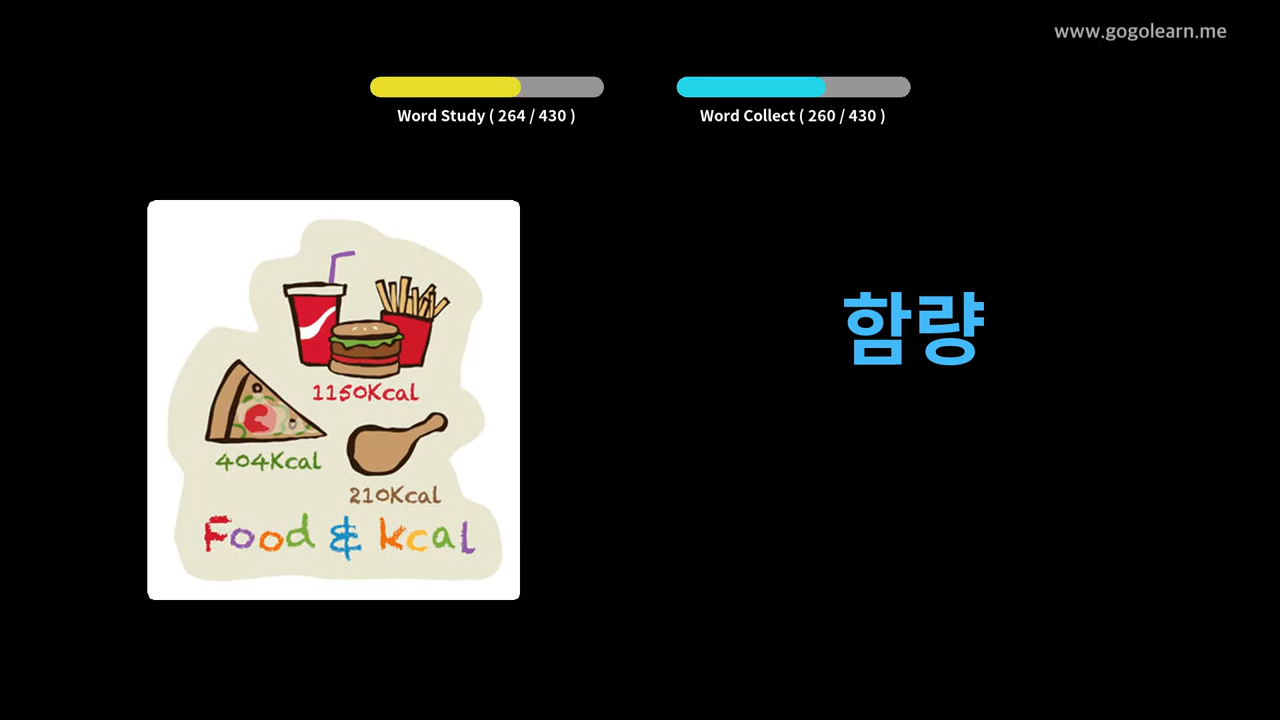 www.gogolearn.me
Word Study ( 264 / 430 )
Word Collect ( 260 / 430 )
함량
1150Kcal
404Kcal
210Kcal
Food & kcal